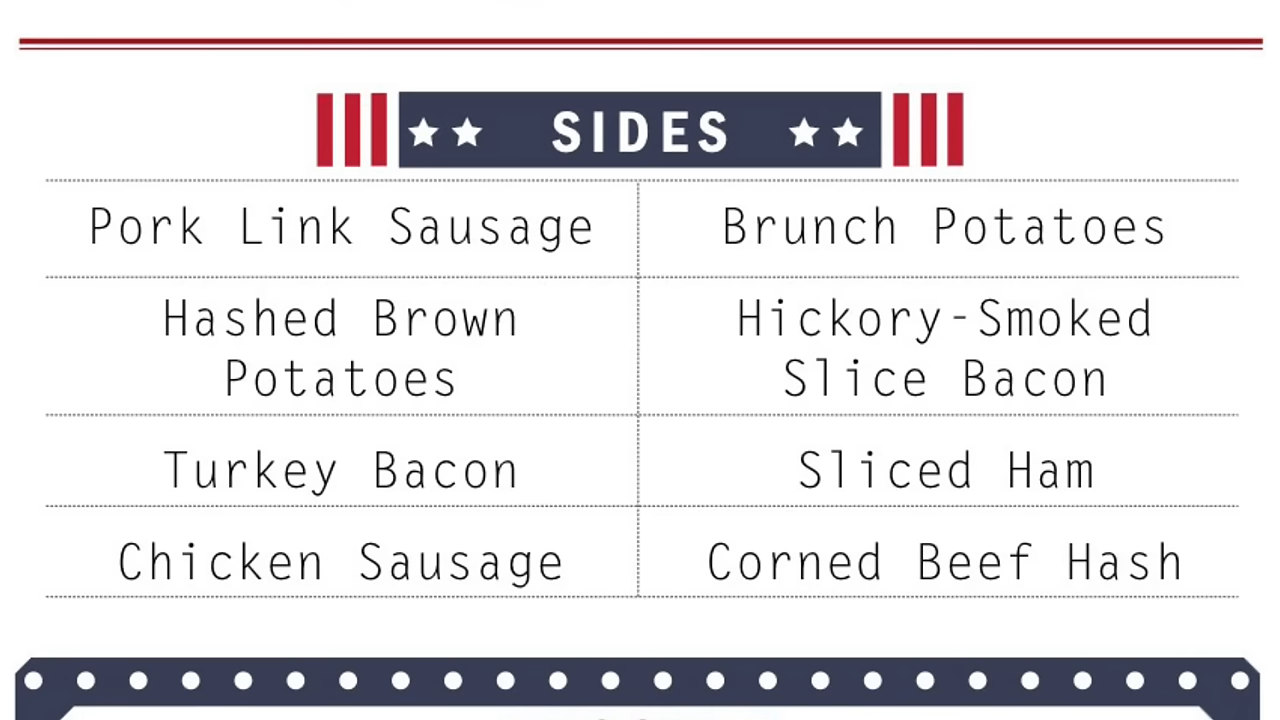 SIDES
Pork Link Sausage
Brunch Potatoes
Hashed Brown
Potatoes
Hickory-Smoked
Slice Bacon
Turkey Bacon
Sliced Ham
Chicken Sausage
Corned Beef Hash